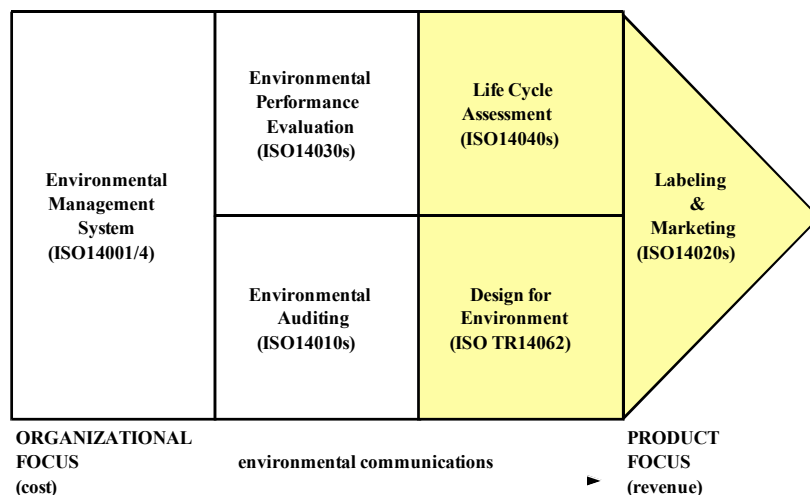 Environmental
Management
System
(ISO14001/4)
Environmental
Performance
Evaluation
(ISO14030s)
Environmental
Auditing
(ISO14010s)
Life Cycle
Assessment
(ISO14040s)
Design for
Environment
(ISO TR14062)
Labeling
&
Marketing
(ISO14020s)
ORGANIZATIONAL
FOCUS
(cost)
environmental communications
PRODUCT
FOCUS
(revenue)